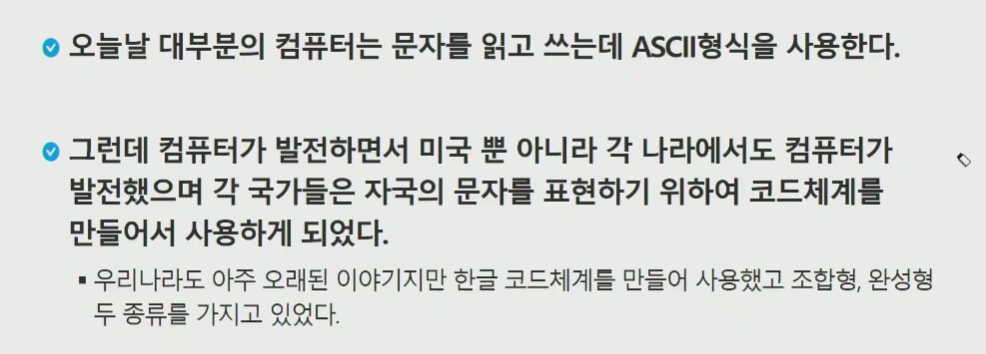 오늘날 대부분의 컴퓨터는 문자를 읽고 쓰는데 ASCII형식을 사용한다.
그런데 컴퓨터가 발전하면서 미국 뿐 아니라 각 나라에서도 컴퓨터가
발전했으며 각 국가들은 자국의 문자를 표현하기 위하여 코드체계를
만들어서 사용하게 되었다.
▪ 우리나라도 아주 오래된 이야기지만 한글 코드체계를 만들어 사용했고 조합형, 완성형
두 종류를 가지고 있었다.